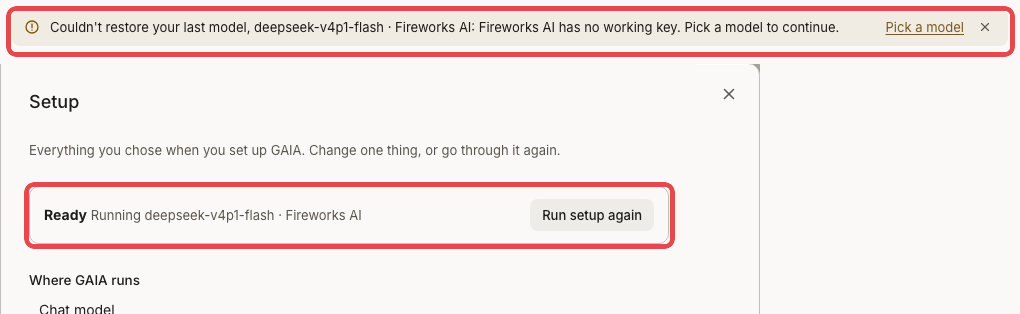 Couldn't restore your last model, deepseek-v4p1-flash · Fireworks AI: Fireworks AI has no working key. Pick a model to continue. Pick a model
Setup
Everything you chose when you set up GAIA. Change one thing, or go through it again.
Ready Running deepseek-v4p1-flash · Fireworks AI Run setup again
Where GAIA runs
Chat model